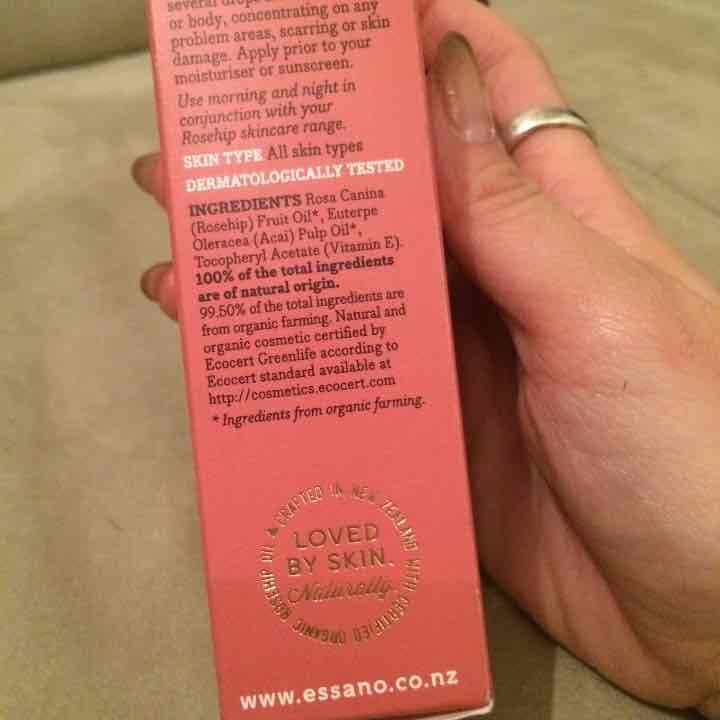 several drops
or body, concentrating on any
problem areas, scarring or skin
damage. Apply prior to your
moisturiser or sunscreen.
Use morning and night in
conjunction with your
Rosehip skincare range.
SKIN TYPE All skin types
DERMATOLOGICALLY TESTED
INGREDIENTS Rosa Canina
(Rosehip) Fruit Oil*, Euterpe
Oleracea (Acai) Pulp Oil*,
Tocopheryl Acetate (Vitamin E).
100% of the total ingredients
are of natural origin.
99.50% of the total ingredients are
from organic farming. Natural and
organic cosmetic certified by
Ecocert Greenlife according to
Ecocert standard available at
http://cosmetics.ecocert.com
* Ingredients from organic farming.
CRAFTED IN NEW ZEALAND WITH CERTIFIED ORGANIC ROSEHIP OIL
LOVED
BY SKIN.
Naturally
www.essano.co.nz